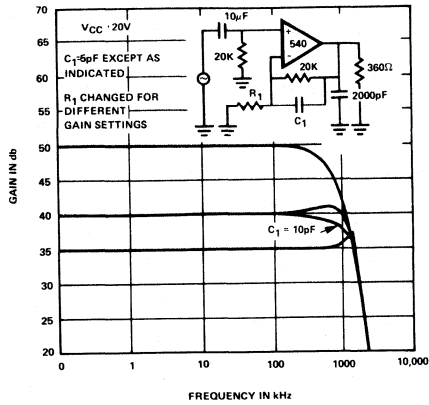 70
65
60
55
50
45
40
35
30
25
20
GAIN IN db
VCC · 20V
C1=5pF EXCEPT AS
INDICATED
R1 CHANGED FOR
DIFFERENT
GAIN SETTINGS
10μF
20K
+
−
540
20K
R1
C1
360Ω
2000pF
C1 = 10pF
0
0.1
1
10
100
1000
10,000
FREQUENCY IN kHz